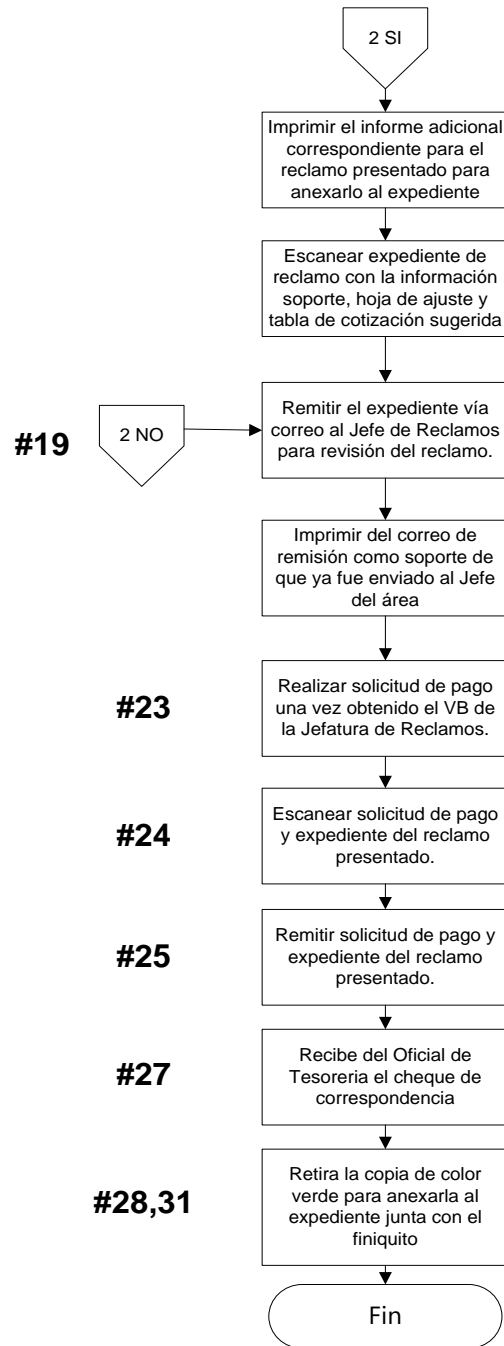 2 SI
Imprimir el informe adicional
correspondiente para el
reclamo presentado para
anexarlo al expediente
Escanear expediente de
reclamo con la información
soporte, hoja de ajuste y
tabla de cotización sugerida
#19
2 NO
Remitir el expediente vía
correo al Jefe de Reclamos
para revisión del reclamo.
Imprimir del correo de
remisión como soporte de
que ya fue enviado al Jefe
del área
#23
Realizar solicitud de pago
una vez obtenido el VB de
la Jefatura de Reclamos.
#24
Escanear solicitud de pago
y expediente del reclamo
presentado.
#25
Remitir solicitud de pago y
expediente del reclamo
presentado.
#27
Recibe del Oficial de
Tesoreria el cheque de
correspondencia
#28,31
Retira la copia de color
verde para anexarla al
expediente junta con el
finiquito
Fin